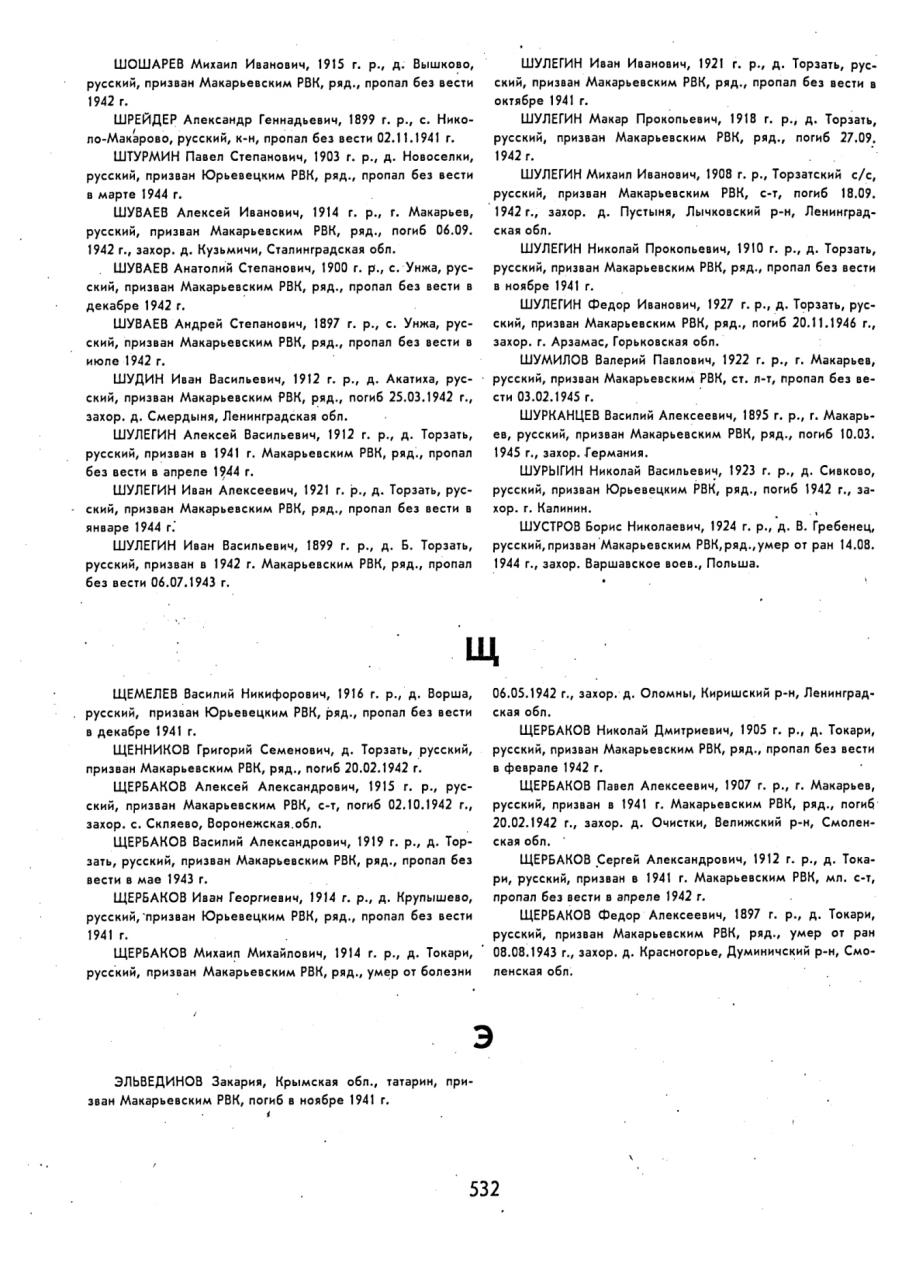 ШОШАРЕВ Михаил Иванович, 1915 г. р., д. Вышково,
русский, призван Макарьевским РВК, ряд., пропал без вести
1942 г.
ШРЕЙДЕР Александр Геннадьевич, 1899 г. р., с. Нико-
ло-Макарово, русский, к-н, пропал без вести 02.11.1941 г.
ШТУРМИН Павел Степанович, 1903 г. р., д. Новоселки,
русский, призван Юрьевецким РВК, ряд., пропал без вести
в марте 1944 г.
ШУВАЕВ Алексей Иванович, 1914 г. р., г. Макарьев,
русский, призван Макарьевским РВК, ряд., погиб 06.09.
1942 г., захор. д. Кузьмичи, Сталинградская обл.
ШУВАЕВ Анатолий Степанович, 1900 г. р., с. Унжа, рус-
ский, призван Макарьевским РВК, ряд., пропал без вести в
декабре 1942 г.
ШУВАЕВ Андрей Степанович, 1897 г. р., с. Унжа, рус-
ский, призван Макарьевским РВК, ряд., пропал без вести в
июле 1942 г.
ШУДИН Иван Васильевич, 1912 г. р., д. Акатиха, рус-
ский, призван Макарьевским РВК, ряд., погиб 25.03.1942 г.,
захор. д. Смердыня, Ленинградская обл.
ШУЛЕГИН Алексей Васильевич, 1912 г. р., д. Торзать,
русский, призван в 1941 г. Макарьевским РВК, ряд., пропал
без вести в апреле 1944 г.
ШУЛЕГИН Иван Алексеевич, 1921 г. р., д. Торзать, рус-
ский, призван Макарьевским РВК, ряд., пропал без вести в
январе 1944 г.
ШУЛЕГИН Иван Васильевич, 1899 г. р., д. Б. Торзать,
русский, призван в 1942 г. Макарьевским РВК, ряд., пропал
без вести 06.07.1943 г.
ШУЛЕГИН Иван Иванович, 1921 г. р., д. Торзать, рус-
ский, призван Макарьевским РВК, ряд., пропал без вести в
октябре 1941 г.
ШУЛЕГИН Макар Прокопьевич, 1918 г. р., д. Торзать,
русский, призван Макарьевским РВК, ряд., погиб 27.09.
1942 г.
ШУЛЕГИН Михаил Иванович, 1908 г. р., Торзатский с/с,
русский, призван Макарьевским РВК, с-т, погиб 18.09.
1942 г., захор. д. Пустыня, Лычковский р-н, Ленинград-
ская обл.
ШУЛЕГИН Николай Прокопьевич, 1910 г. р., д. Торзать,
русский, призван Макарьевским РВК, ряд., пропал без вести
в ноябре 1941 г.
ШУЛЕГИН Федор Иванович, 1927 г. р., д. Торзать, рус-
ский, призван Макарьевским РВК, ряд., погиб 20.11.1946 г.,
захор. г. Арзамас, Горьковская обл.
ШУМИЛОВ Валерий Павлович, 1922 г. р., г. Макарьев,
русский, призван Макарьевским РВК, ст. л-т, пропал без ве-
сти 03.02.1945 г.
ШУРКАНЦЕВ Василий Алексеевич, 1895 г. р., г. Макарь-
ев, русский, призван Макарьевским РВК, ряд., погиб 10.03.
1945 г., захор. Германия.
ШУРЫГИН Николай Васильевич, 1923 г. р., д. Сивково,
русский, призван Юрьевецким РВК, ряд., погиб 1942 г., за-
хор. г. Калинин.
ШУСТРОВ Борис Николаевич, 1924 г. р., д. В. Гребенец,
русский, призван Макарьевским РВК, ряд., умер от ран 14.08.
1944 г., захор. Варшавское воев., Польша.
Щ
ЩЕМЕЛЕВ Василий Никифорович, 1916 г. р., д. Ворша,
русский, призван Юрьевецким РВК, ряд., пропал без вести
в декабре 1941 г.
ЩЕННИКОВ Григорий Семенович, д. Торзать, русский,
призван Макарьевским РВК, ряд., погиб 20.02.1942 г.
ЩЕРБАКОВ Алексей Александрович, 1915 г. р., рус-
ский, призван Макарьевским РВК, с-т, погиб 02.10.1942 г.,
захор. с. Скляево, Воронежская обл.
ЩЕРБАКОВ Василий Александрович, 1919 г. р., д. Тор-
зать, русский, призван Макарьевским РВК, ряд., пропал без
вести в мае 1943 г.
ЩЕРБАКОВ Иван Георгиевич, 1914 г. р., д. Крупышево,
русский, призван Юрьевецким РВК, ряд., пропал без вести
1941 г.
ЩЕРБАКОВ Михаил Михайлович, 1914 г. р., д. Токари,
русский, призван Макарьевским РВК, ряд., умер от болезни
06.05.1942 г., захор. д. Оломны, Киришский р-н, Ленинград-
ская обл.
ЩЕРБАКОВ Николай Дмитриевич, 1905 г. р., д. Токари,
русский, призван Макарьевским РВК, ряд., пропал без вести
в феврале 1942 г.
ЩЕРБАКОВ Павел Алексеевич, 1907 г. р., г. Макарьев,
русский, призван в 1941 г. Макарьевским РВК, ряд., погиб
20.02.1942 г., захор. д. Очистки, Велижский р-н, Смолен-
ская обл.
ЩЕРБАКОВ Сергей Александрович, 1912 г. р., д. Тока-
ри, русский, призван в 1941 г. Макарьевским РВК, мл. с-т,
пропал без вести в апреле 1942 г.
ЩЕРБАКОВ Федор Алексеевич, 1897 г. р., д. Токари,
русский, призван Макарьевским РВК, ряд., умер от ран
08.08.1943 г., захор. д. Красногорье, Думиничский р-н, Смо-
ленская обл.
Э
ЭЛЬВЕДИНОВ Закария, Крымская обл., татарин, при-
зван Макарьевским РВК, погиб в ноябре 1941 г.
532